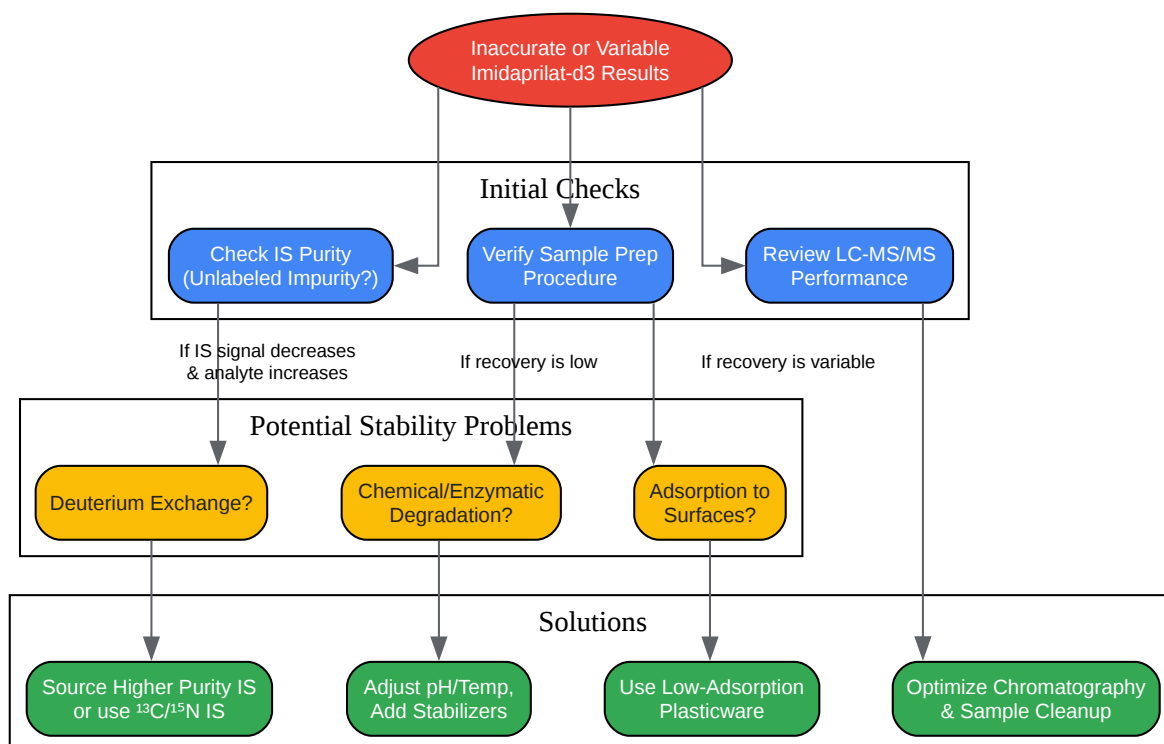 Inaccurate or Variable
Imidaprilat-d3 Results
Initial Checks
Check IS Purity
(Unlabeled Impurity?)
Verify Sample Prep
Procedure
Review LC-MS/MS
Performance
If IS signal decreases
& analyte increases
If recovery is low
If recovery is variable
Potential Stability Problems
Deuterium Exchange?
Chemical/Enzymatic
Degradation?
Adsorption to
Surfaces?
Solutions
Source Higher Purity IS
or use ¹³C/¹⁵N IS
Adjust pH/Temp,
Add Stabilizers
Use Low-Adsorption
Plasticware
Optimize Chromatography
& Sample Cleanup